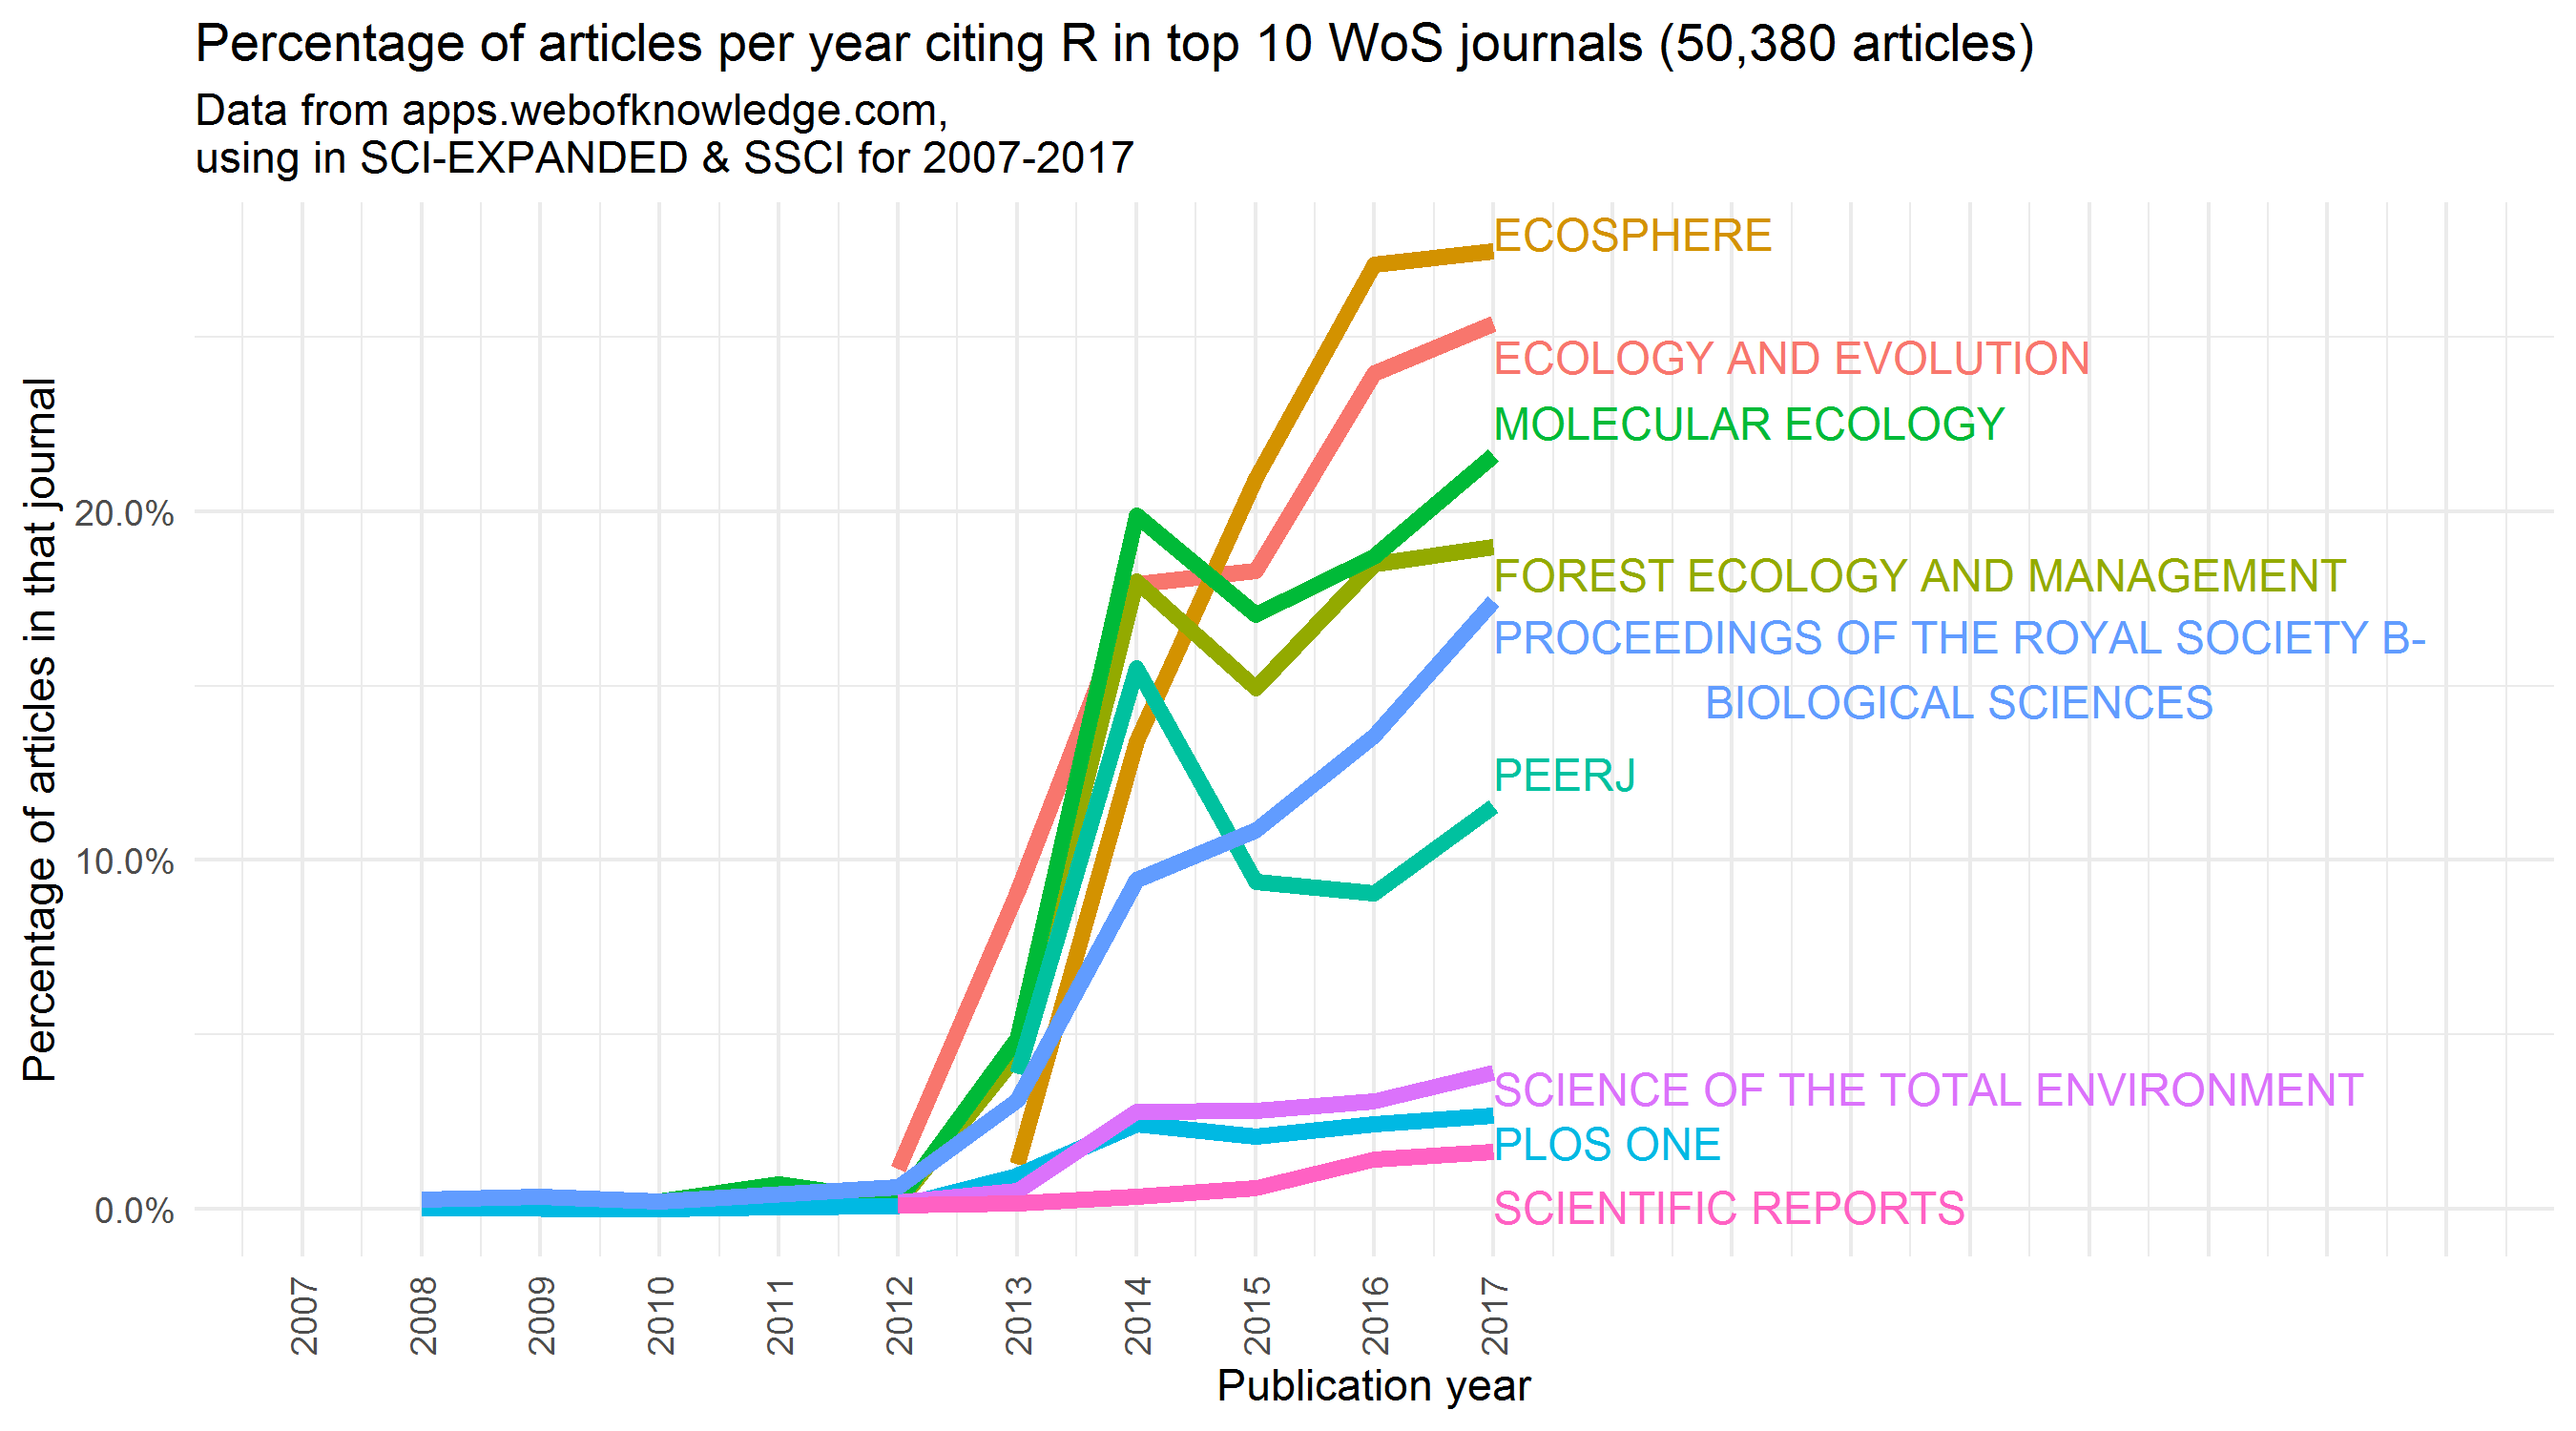 Percentage of articles per year citing R in top 10 WoS journals (50,380 articles)
Data from apps.webofknowledge.com,
using in SCI-EXPANDED & SSCI for 2007-2017
Percentage of articles in that journal
20.0%
10.0%
0.0%
ECOSPHERE
ECOLOGY AND EVOLUTION
MOLECULAR ECOLOGY
FOREST ECOLOGY AND MANAGEMENT
PROCEEDINGS OF THE ROYAL SOCIETY B-
BIOLOGICAL SCIENCES
PEERJ
SCIENCE OF THE TOTAL ENVIRONMENT
PLOS ONE
SCIENTIFIC REPORTS
2007
2008
2009
2010
2011
2012
2013
2014
2015
2016
2017
Publication year